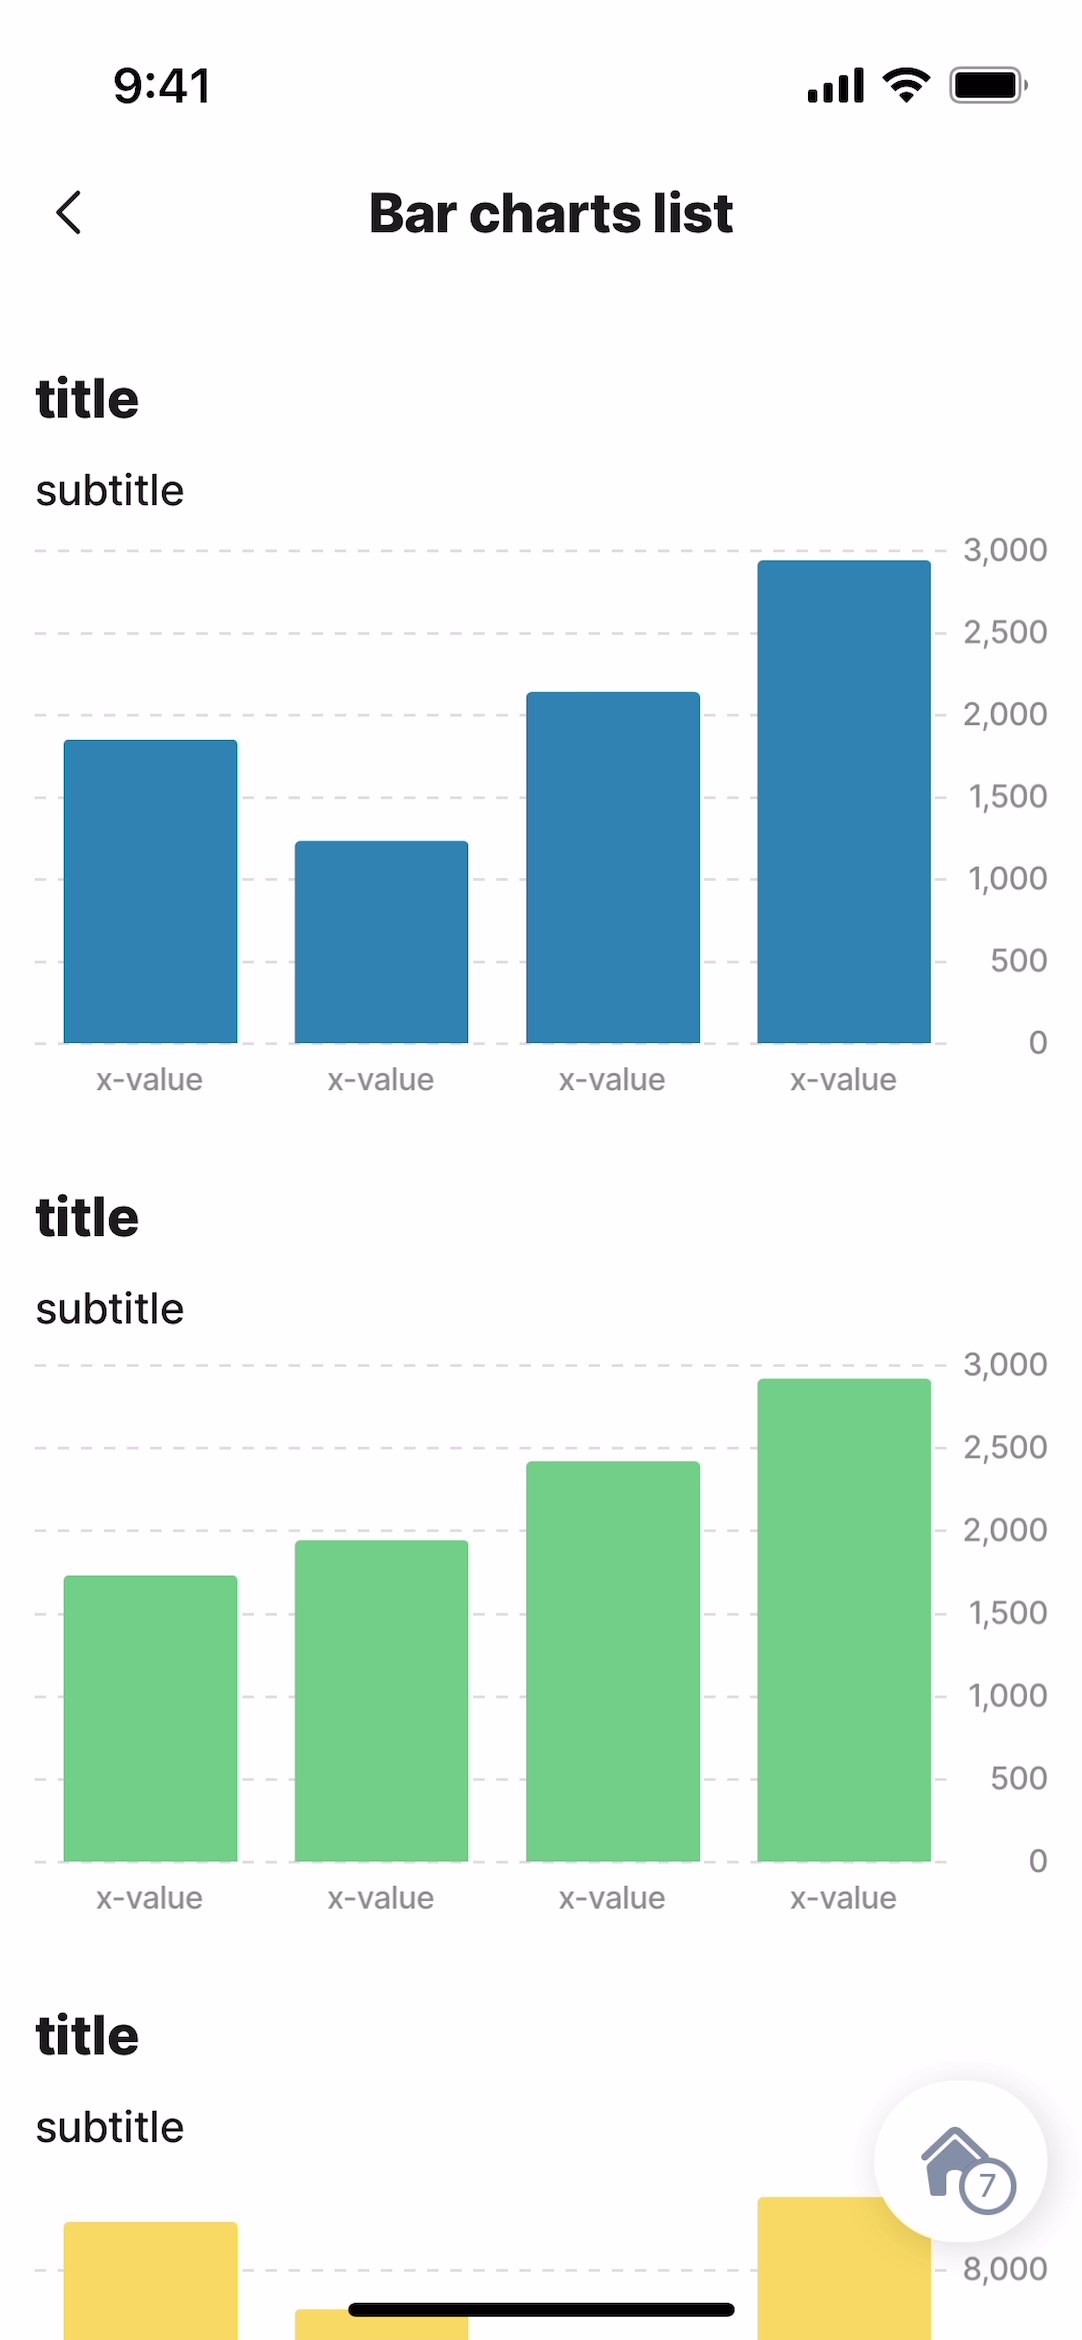 9:41
Bar charts list
title
subtitle
3,000
2,500
2,000
1,500
1,000
500
0
x-value x-value x-value x-value
title
subtitle
3,000
2,500
2,000
1,500
1,000
500
0
x-value x-value x-value x-value
title
subtitle
7
8,000